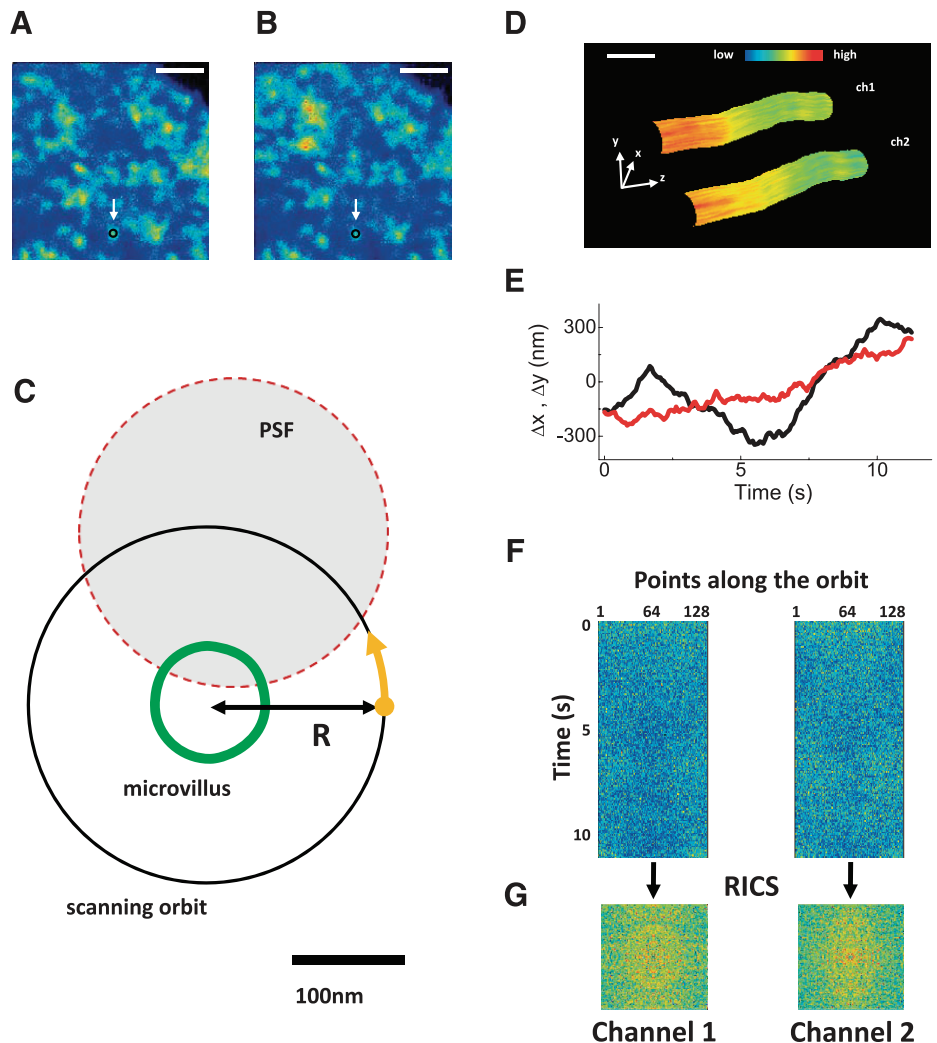 A
B
D
low
high
ch1
ch2
y
x
z
E
300
0
-300
Δx , Δy (nm)
0
5
10
Time (s)
C
PSF
R
microvillus
scanning orbit
100nm
F
Points along the orbit
1 64 128
1 64 128
0
5
10
Time (s)
RICS
G
Channel 1
Channel 2